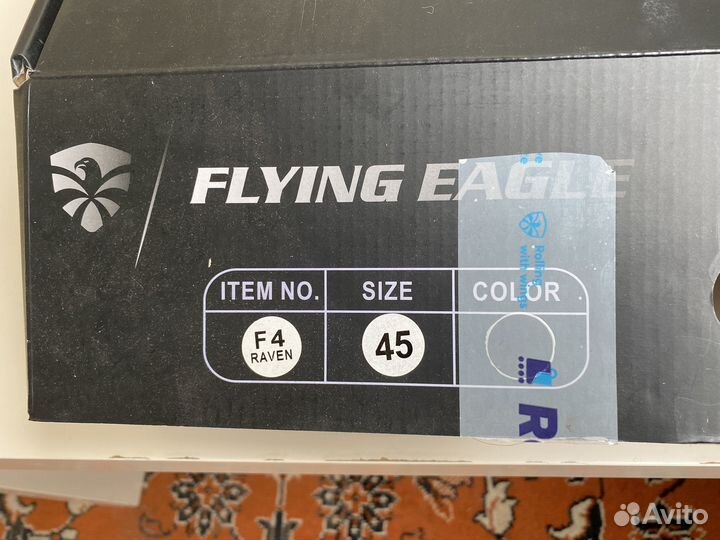 FLYING EAGLE
Rolling
with wings
ITEM NO. SIZE COLOR
F4
RAVEN
45
R
Avito